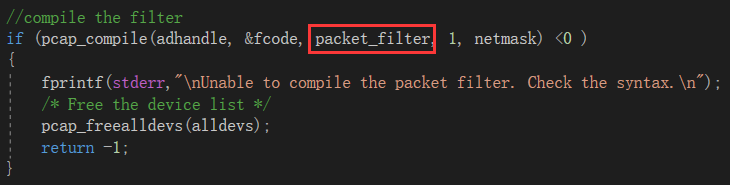 //compile the filter
if (pcap_compile(adhandle, &fcode, packet_filter, 1, netmask) <0 )
{
    fprintf(stderr,"\nUnable to compile the packet filter. Check the syntax.\n");
    /* Free the device list */
    pcap_freealldevs(alldevs);
    return -1;
}